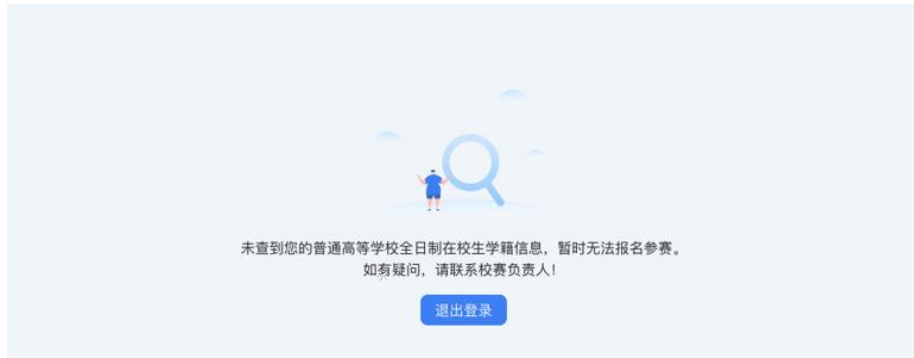 未查到您的普通高等学校全日制在校生学籍信息，暂时无法报名参赛。
如有疑问，请联系校赛负责人！
退出登录